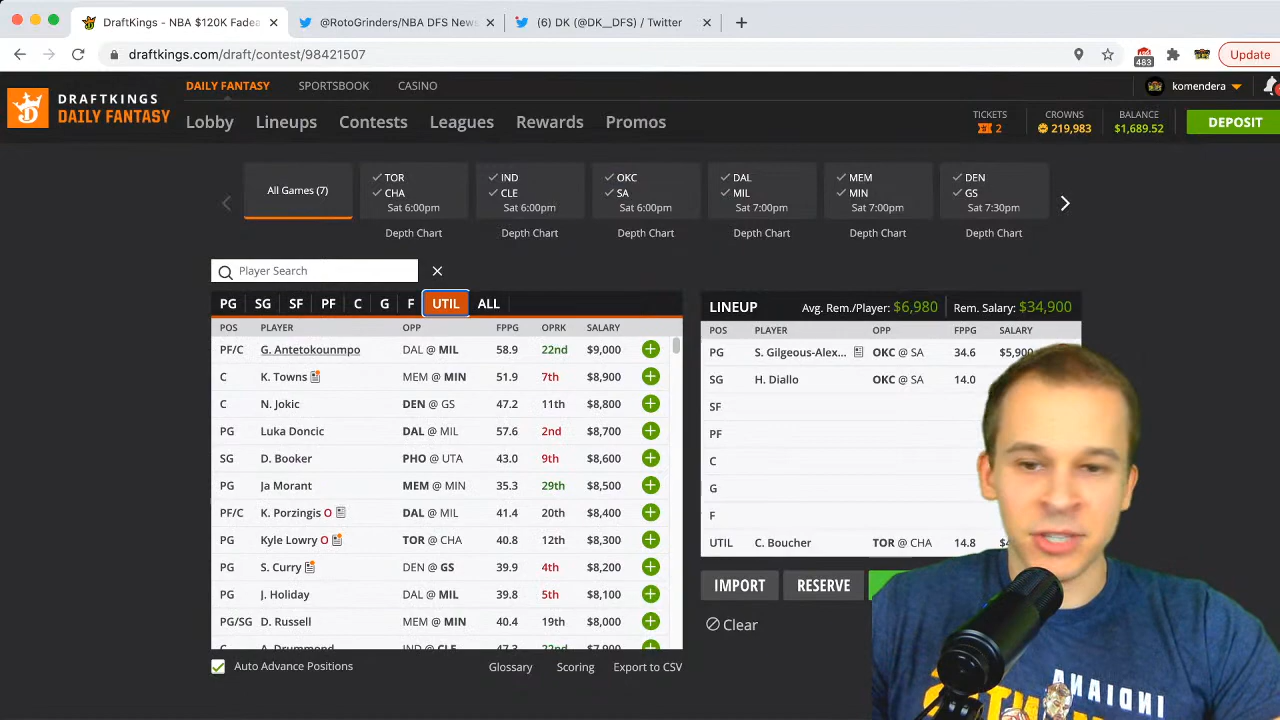 DraftKings - NBA $120K Fadea
@RotoGrinders/NBA DFS News
(6) DK (@DK__DFS) / Twitter
draftkings.com/draft/contest/98421507
483
Update
DAILY FANTASY
SPORTSBOOK
CASINO
komendera
DRAFTKINGS
DAILY FANTASY
Lobby
Lineups
Contests
Leagues
Rewards
Promos
TICKETS
2
CROWNS
219,983
BALANCE
$1,689.52
DEPOSIT
All Games (7)
TOR
CHA
Sat 6:00pm
Depth Chart
IND
CLE
Sat 6:00pm
Depth Chart
OKC
SA
Sat 6:00pm
Depth Chart
DAL
MIL
Sat 7:00pm
Depth Chart
MEM
MIN
Sat 7:00pm
Depth Chart
DEN
GS
Sat 7:30pm
Depth Chart
Player Search
PG SG SF PF C G F UTIL ALL
POS PLAYER OPP FPPG OPRK SALARY
PF/C G. Antetokounmpo DAL @ MIL 58.9 22nd $9,000
C K. Towns MEM @ MIN 51.9 7th $8,900
C N. Jokic DEN @ GS 47.2 11th $8,800
PG Luka Doncic DAL @ MIL 57.6 2nd $8,700
SG D. Booker PHO @ UTA 43.0 9th $8,600
PG Ja Morant MEM @ MIN 35.3 29th $8,500
PF/C K. Porzingis O DAL @ MIL 41.4 20th $8,400
PG Kyle Lowry O TOR @ CHA 40.8 12th $8,300
PG S. Curry DEN @ GS 39.9 4th $8,200
PG J. Holiday DAL @ MIL 39.8 5th $8,100
PG/SG D. Russell MEM @ MIN 40.4 19th $8,000
C A. Drummond IND @ CLE 47.3 22nd $7,900
Auto Advance Positions
Glossary
Scoring
Export to CSV
LINEUP Avg. Rem./Player: $6,980 Rem. Salary: $34,900
POS PLAYER OPP FPPG SALARY
PG S. Gilgeous-Alex... OKC @ SA 34.6 $5,900
SG H. Diallo OKC @ SA 14.0
SF
PF
C
G
F
UTIL C. Boucher TOR @ CHA 14.8
IMPORT
RESERVE
Clear
INDIANA